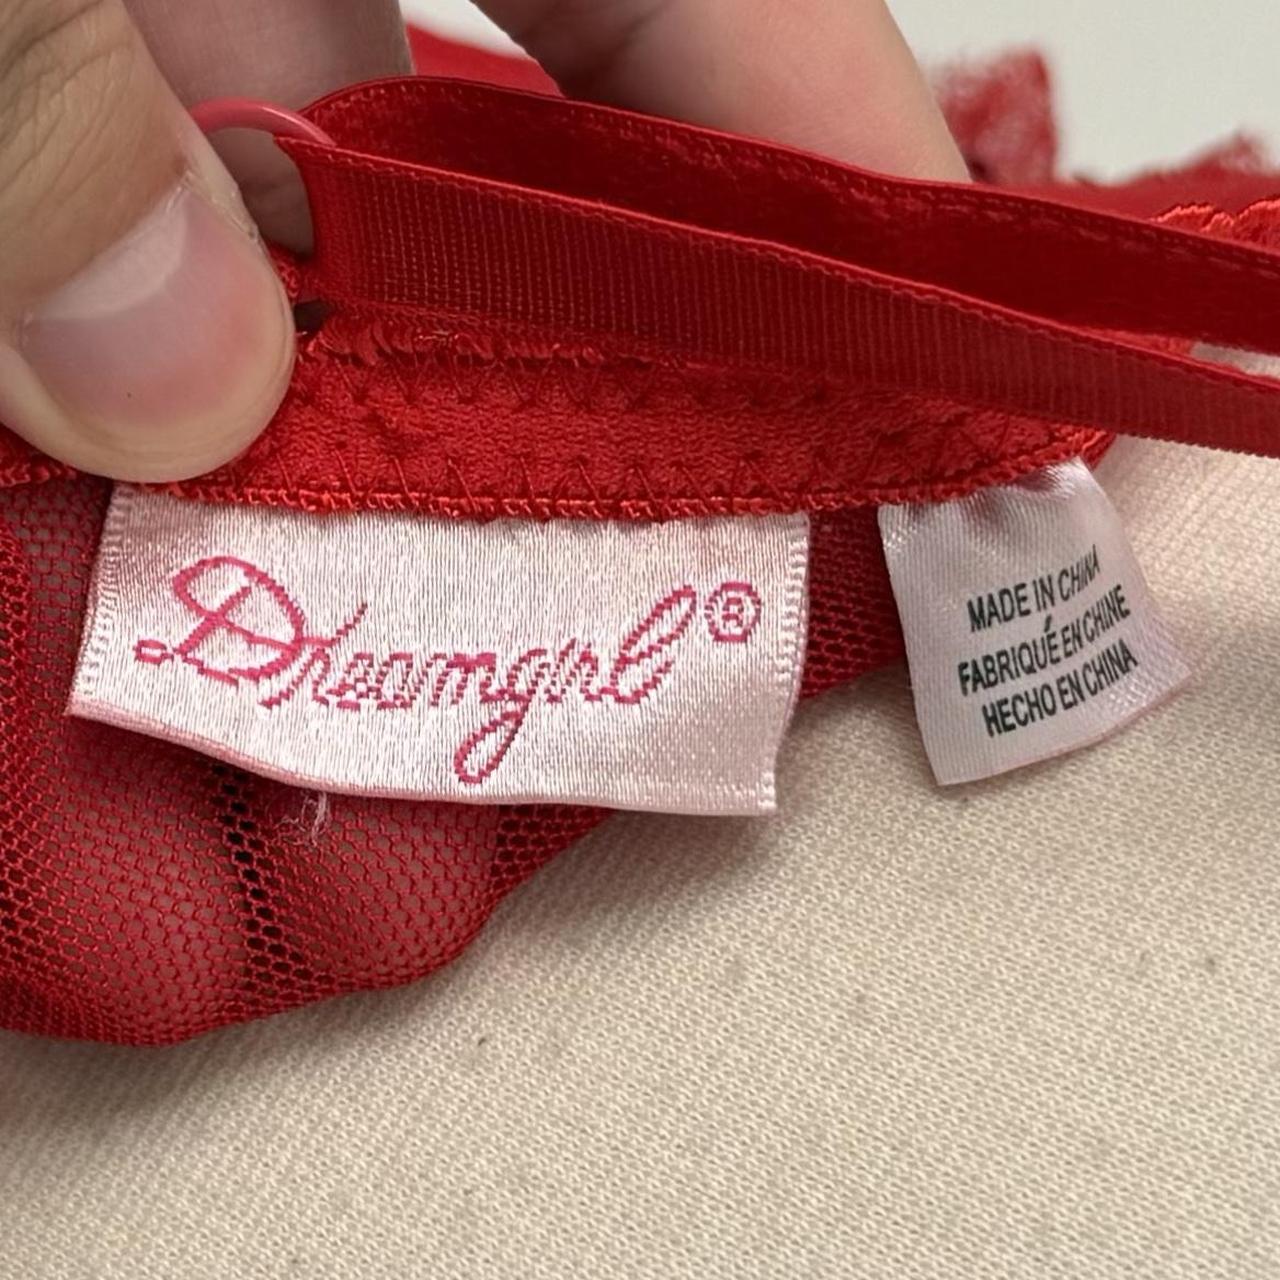 Dreamgirl®
MADE IN CHINA
FABRIQUÉ EN CHINE
HECHO EN CHINA